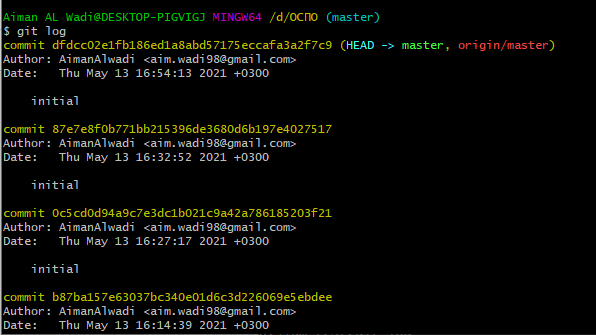 Aiman AL Wadi@DESKTOP-PIGVIGJ MINGW64 /d/ОСПО (master)
$ git log
commit dfdcc02e1fb186ed1a8abd57175eccafa3a2f7c9 (HEAD -> master, origin/master)
Author: AimanAlwadi <aim.wadi98@gmail.com>
Date:   Thu May 13 16:54:13 2021 +0300
initial
commit 87e7e8f0b771bb215396de3680d6b197e4027517
Author: AimanAlwadi <aim.wadi98@gmail.com>
Date:   Thu May 13 16:32:52 2021 +0300
initial
commit 0c5cd0d94a9c7e3dc1b021c9a42a786185203f21
Author: AimanAlwadi <aim.wadi98@gmail.com>
Date:   Thu May 13 16:27:17 2021 +0300
initial
commit b87ba157e63037bc340e01d6c3d226069e5ebdee
Author: AimanAlwadi <aim.wadi98@gmail.com>
Date:   Thu May 13 16:14:39 2021 +0300